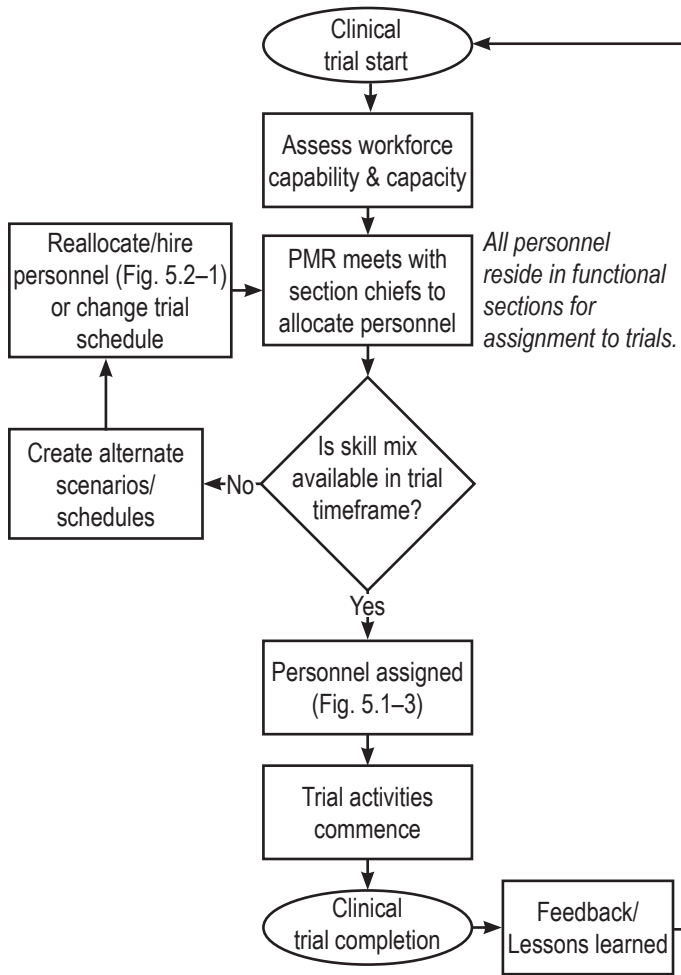 Clinical
trial start
Assess workforce
capability & capacity
Reallocate/hire
personnel (Fig. 5.2–1)
or change trial
schedule
PMR meets with
section chiefs to
allocate personnel
All personnel
reside in functional
sections for
assignment to trials.
Create alternate
scenarios/
schedules
No
Is skill mix
available in trial
timeframe?
Yes
Personnel assigned
(Fig. 5.1–3)
Trial activities
commence
Clinical
trial completion
Feedback/
Lessons learned